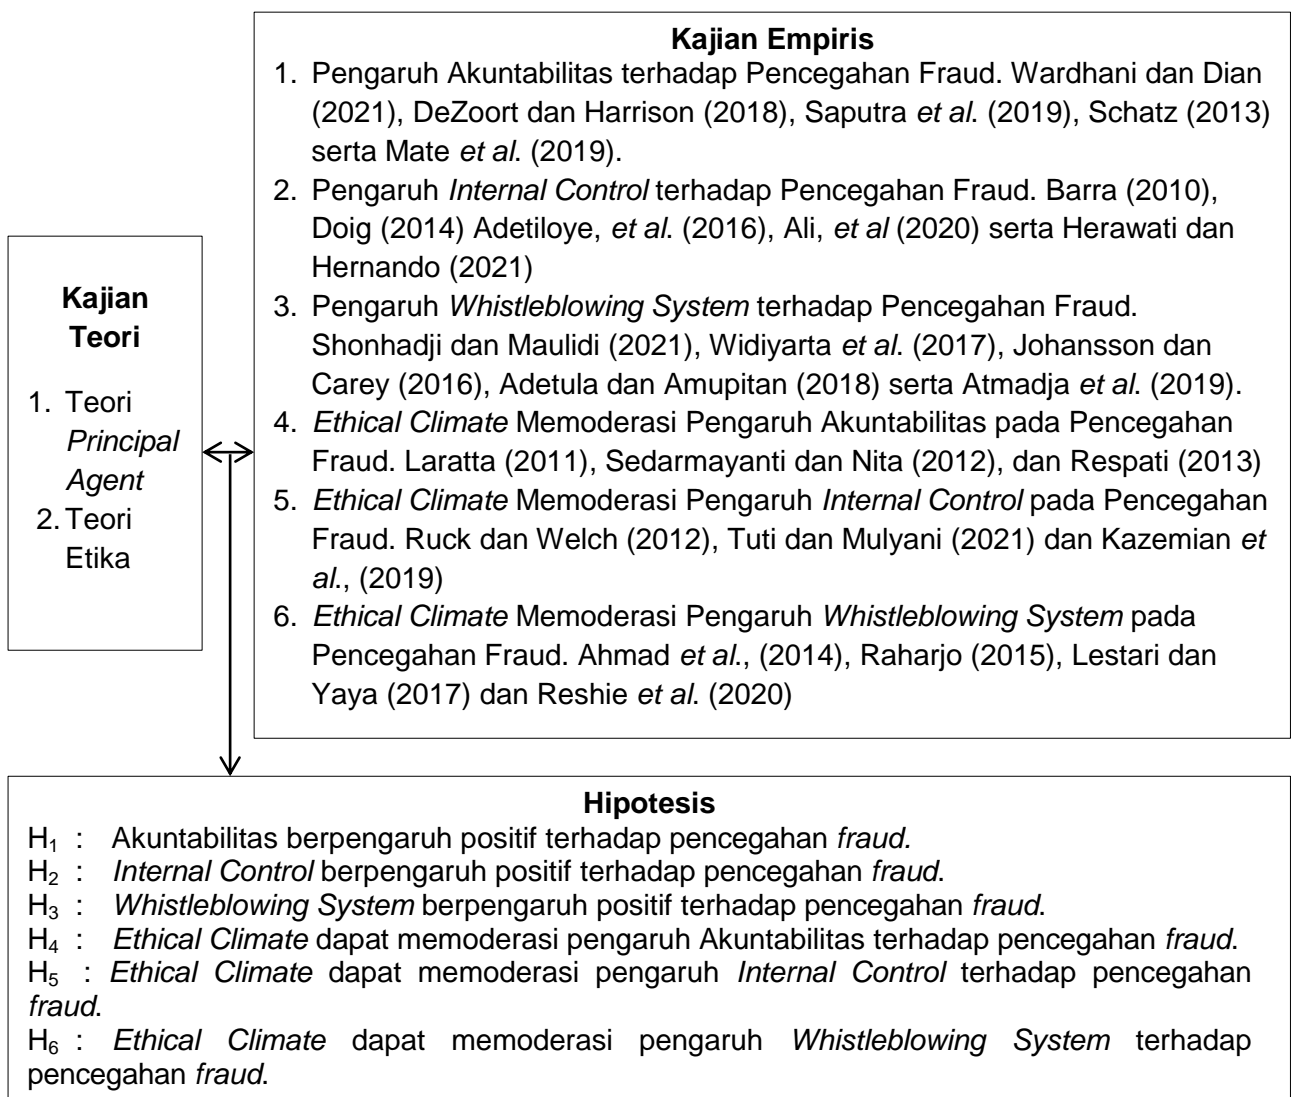 Kajian Empiris
1. Pengaruh Akuntabilitas terhadap Pencegahan Fraud. Wardhani dan Dian
(2021), DeZoort dan Harrison (2018), Saputra et al. (2019), Schatz (2013)
serta Mate et al. (2019).
2. Pengaruh Internal Control terhadap Pencegahan Fraud. Barra (2010),
Doig (2014) Adetiloye, et al. (2016), Ali, et al (2020) serta Herawati dan
Hernando (2021)
3. Pengaruh Whistleblowing System terhadap Pencegahan Fraud.
Shonhadji dan Maulidi (2021), Widiyarta et al. (2017), Johansson dan
Carey (2016), Adetula dan Amupitan (2018) serta Atmadja et al. (2019).
4. Ethical Climate Memoderasi Pengaruh Akuntabilitas pada Pencegahan
Fraud. Laratta (2011), Sedarmayanti dan Nita (2012), dan Respati (2013)
5. Ethical Climate Memoderasi Pengaruh Internal Control pada Pencegahan
Fraud. Ruck dan Welch (2012), Tuti dan Mulyani (2021) dan Kazemian et
al., (2019)
6. Ethical Climate Memoderasi Pengaruh Whistleblowing System pada
Pencegahan Fraud. Ahmad et al., (2014), Raharjo (2015), Lestari dan
Yaya (2017) dan Reshie et al. (2020)
Kajian
Teori
1. Teori
Principal
Agent
2. Teori
Etika
Hipotesis
H1 : Akuntabilitas berpengaruh positif terhadap pencegahan fraud.
H2 : Internal Control berpengaruh positif terhadap pencegahan fraud.
H3 : Whistleblowing System berpengaruh positif terhadap pencegahan fraud.
H4 : Ethical Climate dapat memoderasi pengaruh Akuntabilitas terhadap pencegahan fraud.
H5 : Ethical Climate dapat memoderasi pengaruh Internal Control terhadap pencegahan
fraud.
H6 : Ethical Climate dapat memoderasi pengaruh Whistleblowing System terhadap
pencegahan fraud.